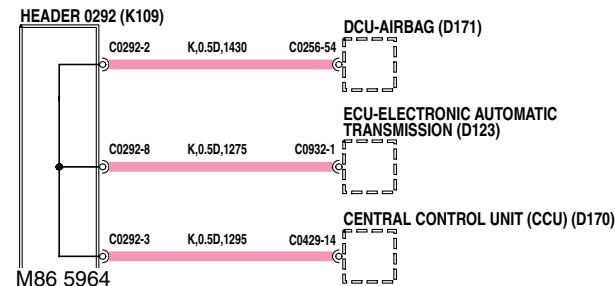 HEADER 0292 (K109)
DCU-AIRBAG (D171)
C0292-2 K,0.5D,1430 C0256-54
ECU-ELECTRONIC AUTOMATIC
TRANSMISSION (D123)
C0292-8 K,0.5D,1275 C0932-1
CENTRAL CONTROL UNIT (CCU) (D170)
C0292-3 K,0.5D,1295 C0429-14
M86 5964